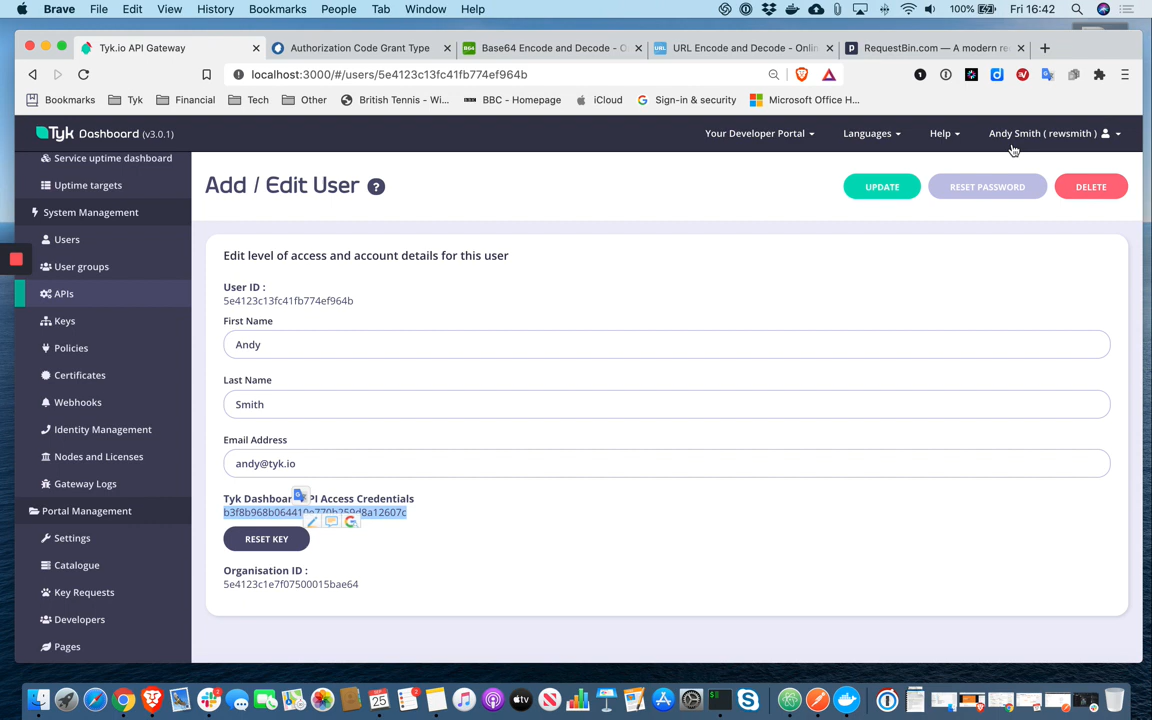 Brave File Edit View History Bookmarks People Tab Window Help 100% Fri 16:42
Tyk.io API Gateway Authorization Code Grant Type Base64 Encode and Decode - O URL Encode and Decode - Onlin RequestBin.com — A modern re
localhost:3000/#/users/5e4123c13fc41fb774ef964b
Bookmarks Tyk Financial Tech Other British Tennis - Wi... BBC - Homepage iCloud Sign-in & security Microsoft Office H...
Tyk Dashboard (v3.0.1) Your Developer Portal Languages Help Andy Smith ( rewsmith )
Service uptime dashboard
Uptime targets
System Management
Users
User groups
APIs
Keys
Policies
Certificates
Webhooks
Identity Management
Nodes and Licenses
Gateway Logs
Portal Management
Settings
Catalogue
Key Requests
Developers
Pages
Add / Edit User ?
UPDATE RESET PASSWORD DELETE
Edit level of access and account details for this user
User ID :
5e4123c13fc41fb774ef964b
First Name
Andy
Last Name
Smith
Email Address
andy@tyk.io
Tyk Dashboard API Access Credentials
RESET KEY
Organisation ID :
5e4123c1e7f07500015bae64